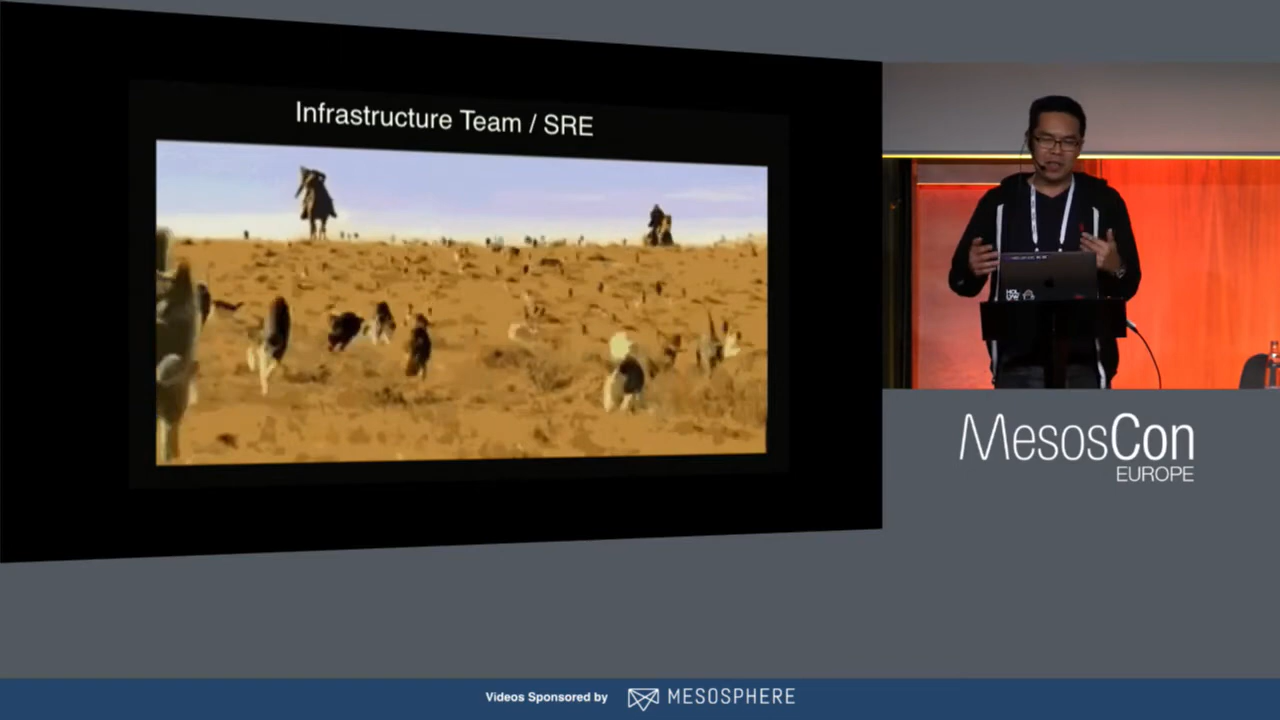 Infrastructure Team / SRE
MesosCon
EUROPE
Videos Sponsored by MESOSPHERE